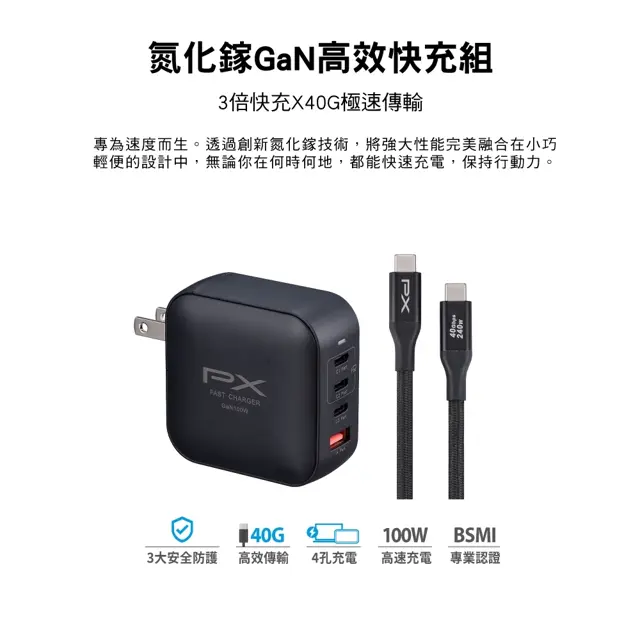 氮化鎵GaN高效快充組
3倍快充X40G極速傳輸
專為速度而生。透過創新氮化鎵技術，將強大性能完美融合在小巧
輕便的設計中，無論你在何時何地，都能快速充電，保持行動力。
PX
FAST CHARGER
GaN100W
PX
40Gbps
240W
40G
100W
BSMI
3大安全防護
高效傳輸
4孔充電
高速充電
專業認證